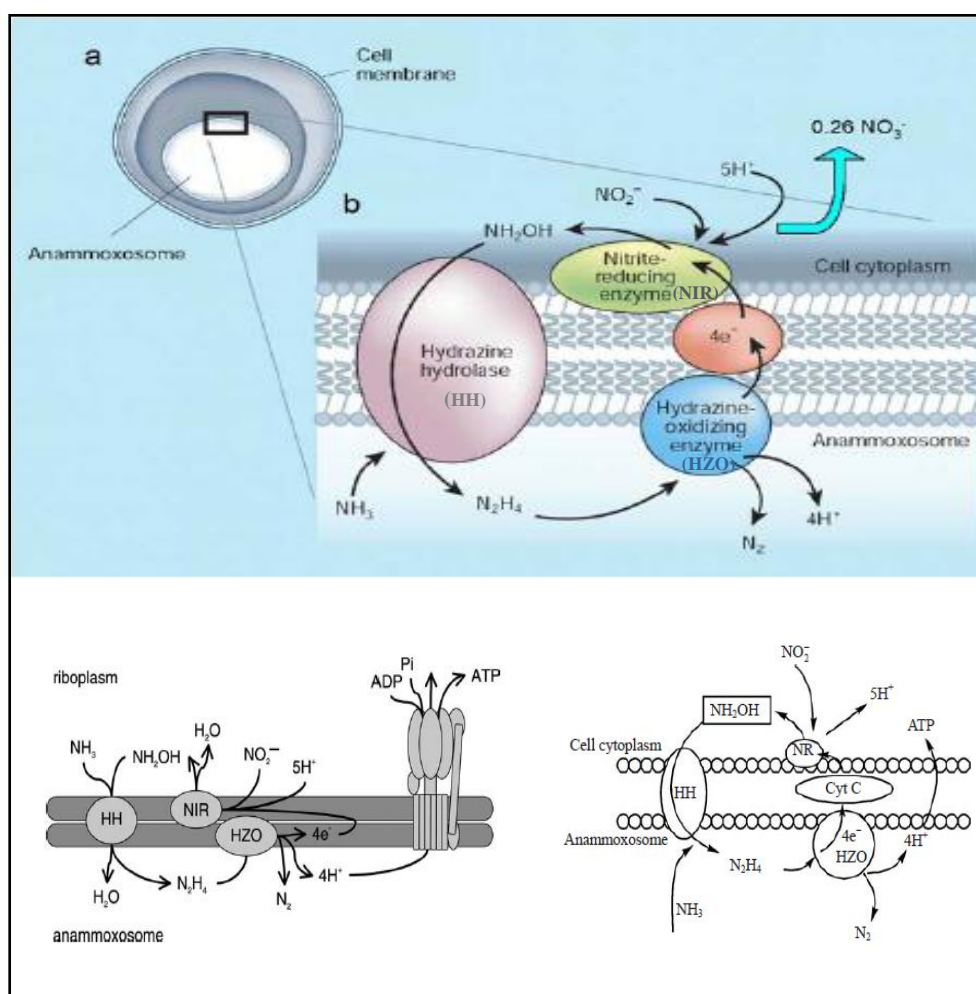 a
Cell
membrane
Anammoxosome
b
0.26 NO₃⁻
5H⁺
NO₂⁻
NH₂OH
Nitrite-
reducing
enzyme(NIR)
Cell cytoplasm
4e⁻
Hydrazine
hydrolase
(HH)
Hydrazine-
oxidizing
enzyme
(HZO)
Anammoxosome
NH₃
N₂H₄
N₂
4H⁺
riboplasm
Pi
ADP
ATP
H₂O
NH₃
NH₂OH
NO₂⁻
5H⁺
HH
NIR
HZO
4e⁻
H₂O
N₂H₄
N₂
4H⁺
anammoxosome
NO₂⁻
5H⁺
NH₂OH
ATP
Cell cytoplasm
NR
HH
Cyt C
Anammoxosome
4e⁻
HZO
4H⁺
N₂H₄
NH₃
N₂